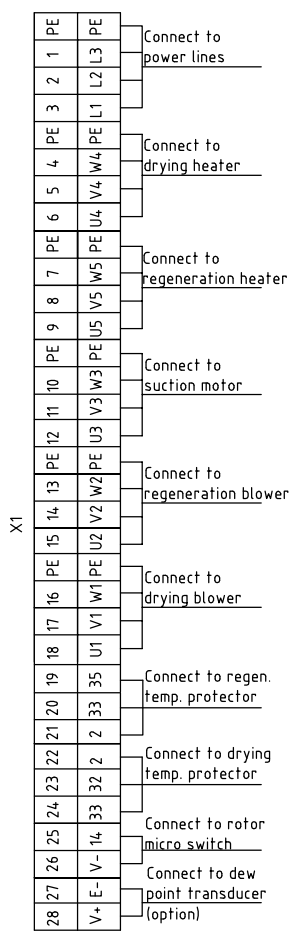 X1
PE PE
1 L3
2 L2
3 L1
Connect to
power lines
PE PE
4 W4
5 V4
6 U4
Connect to
drying heater
PE PE
7 W5
8 V5
9 U5
Connect to
regeneration heater
PE PE
10 W3
11 V3
12 U3
Connect to
suction motor
PE PE
13 W2
14 V2
15 U2
Connect to
regeneration blower
PE PE
16 W1
17 V1
18 U1
Connect to
drying blower
19 35
20 33
21 2
Connect to regen.
temp. protector
22 2
23 32
24 33
Connect to drying
temp. protector
25 14
26 V-
Connect to rotor
micro switch
27 E-
28 V+
Connect to dew
point transducer
(option)